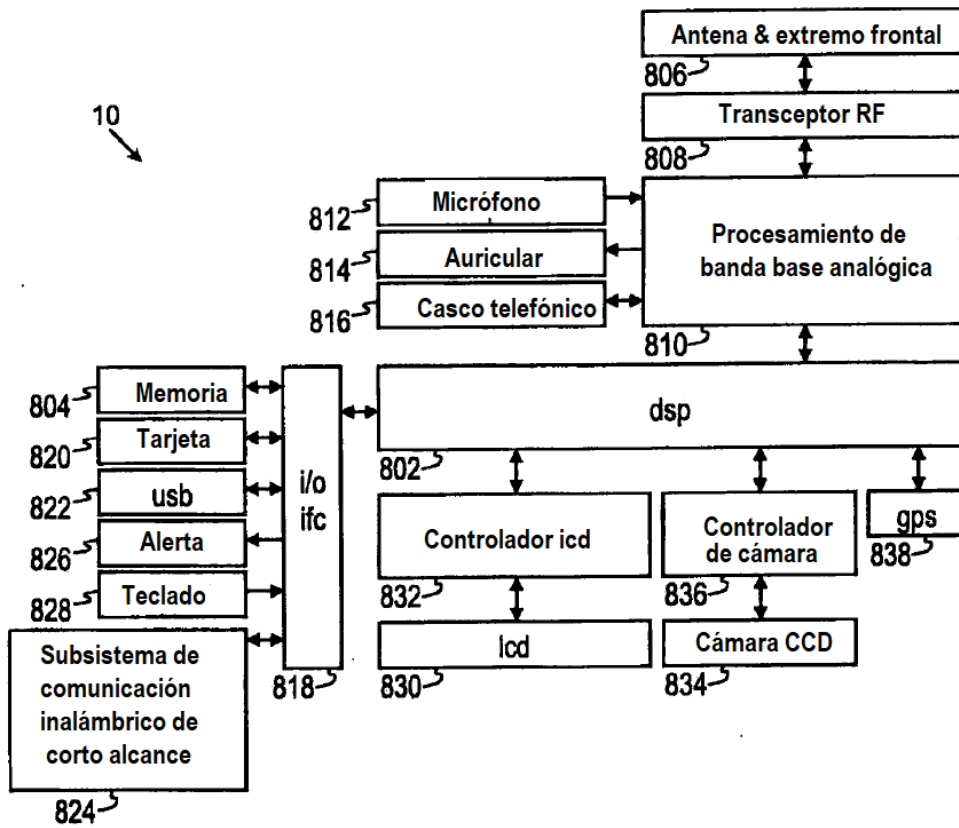 Antena & extremo frontal
806
10
Transceptor RF
808
Micrófono
812
Auricular
814
Casco telefónico
816
Procesamiento de
banda base analógica
810
Memoria
804
Tarjeta
820
usb
822
Alerta
826
Teclado
828
Subsistema de
comunicación
inalámbrico de
corto alcance
824
i/o
ifc
818
dsp
802
Controlador icd
832
lcd
830
Controlador
de cámara
836
Cámara CCD
834
gps
838